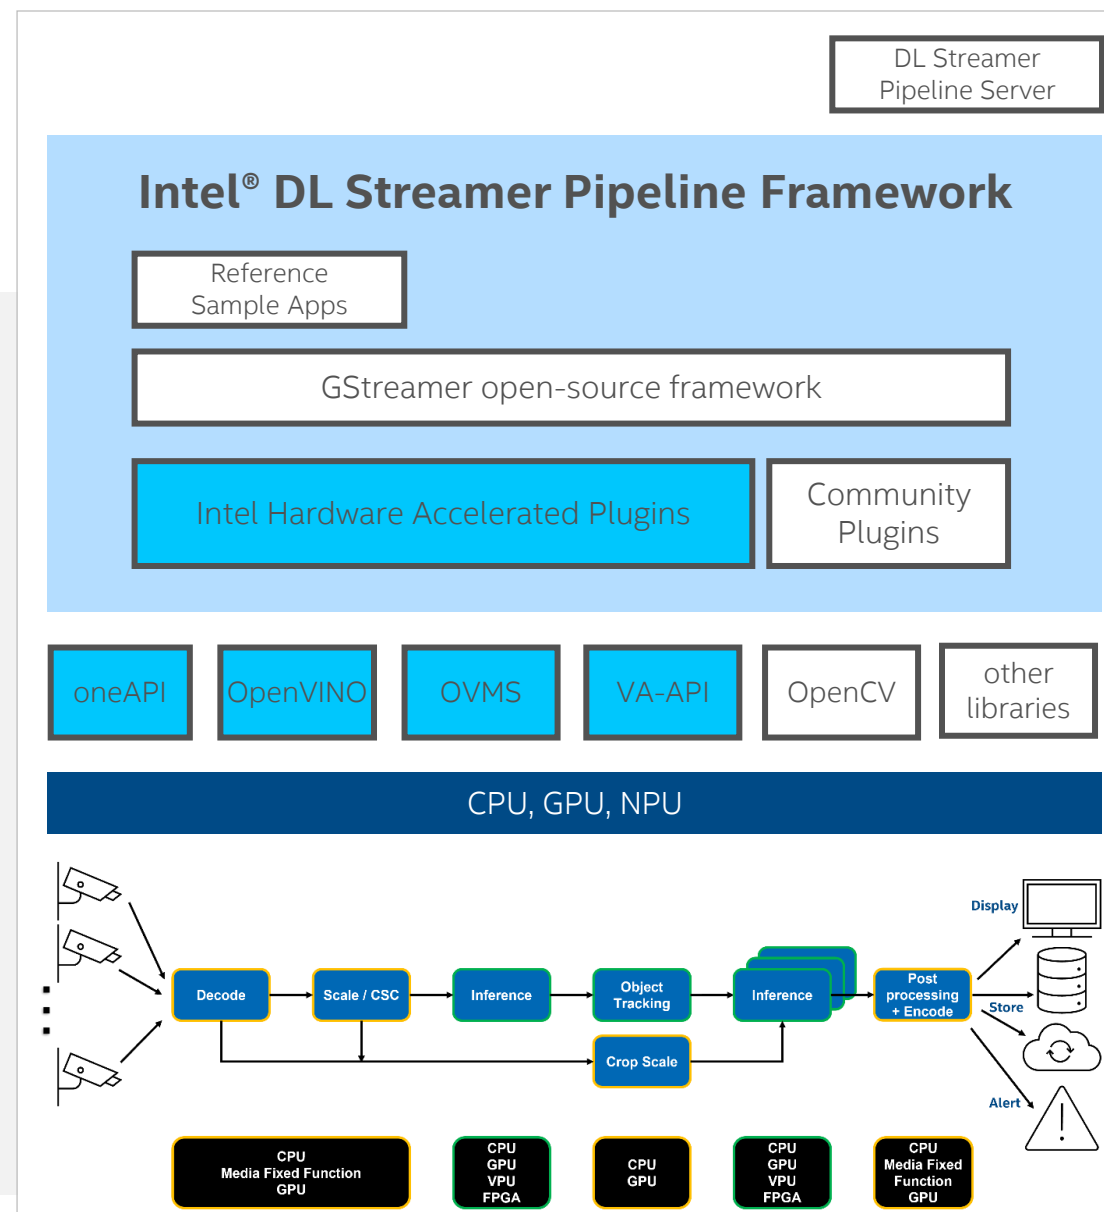 DL Streamer
Pipeline Server
Intel® DL Streamer Pipeline Framework
Reference
Sample Apps
GStreamer open-source framework
Intel Hardware Accelerated Plugins
Community
Plugins
oneAPI
OpenVINO
OVMS
VA-API
OpenCV
other
libraries
CPU, GPU, NPU
Display
Decode
Scale / CSC
Inference
Object
Tracking
Inference
Post
processing
+ Encode
Store
Crop Scale
Alert
CPU
Media Fixed Function
GPU
CPU
GPU
VPU
FPGA
CPU
GPU
CPU
GPU
VPU
FPGA
CPU
Media Fixed
Function
GPU